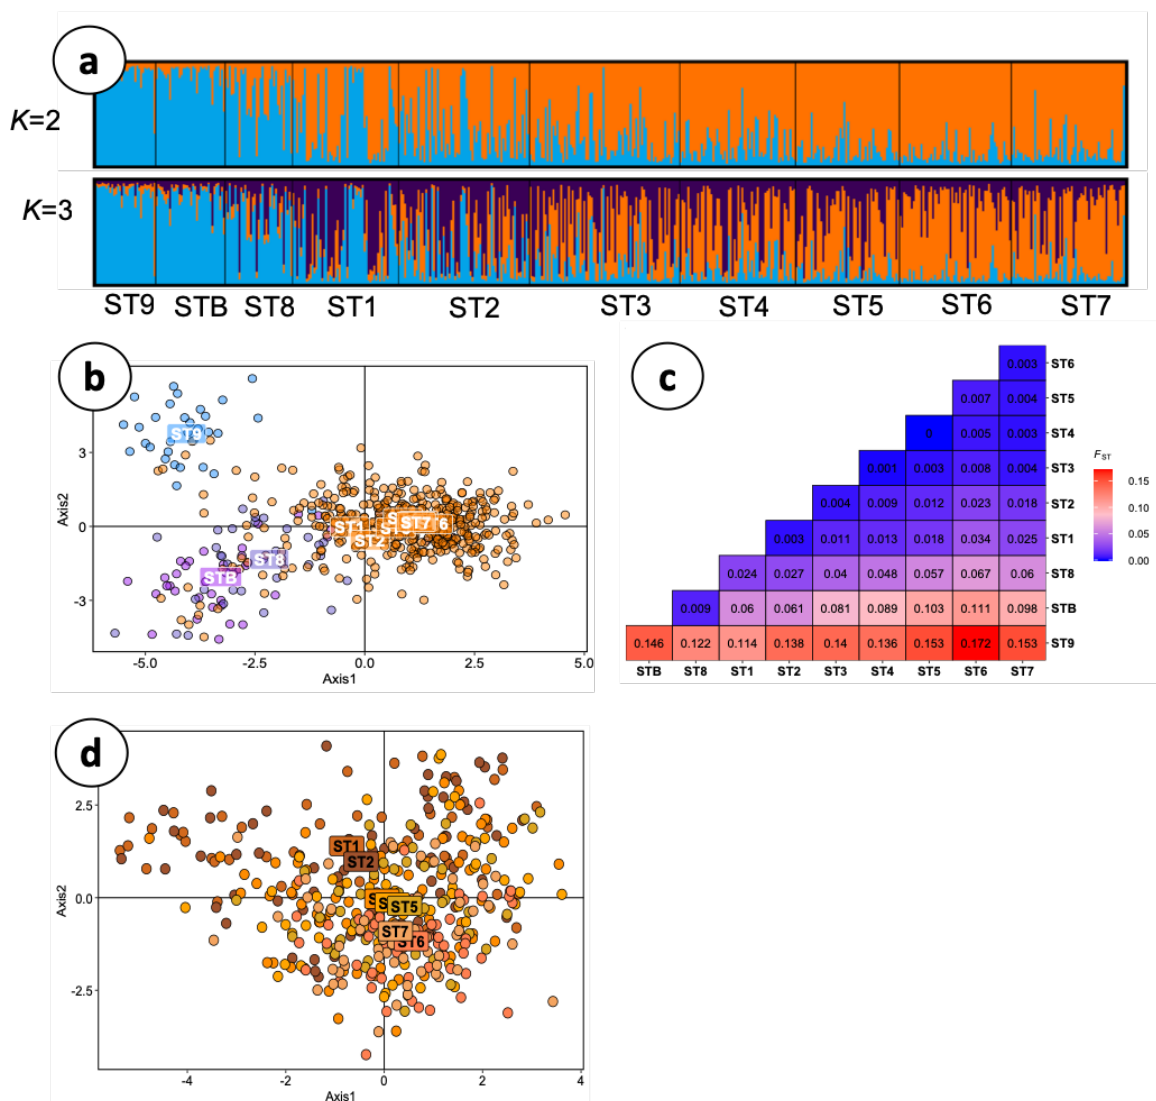 a
K=2
K=3
ST9 STB ST8 ST1 ST2 ST3 ST4 ST5 ST6 ST7
b
Axis2
3
0
-3
ST9
ST1
ST2
ST7
ST8
STB
-5.0 -2.5 0.0 2.5 5.0
Axis1
c
0.003 ST6
0.007 0.004 ST5
0 0.005 0.003 ST4
0.001 0.003 0.008 0.004 ST3
0.004 0.009 0.012 0.023 0.018 ST2
0.003 0.011 0.013 0.018 0.034 0.025 ST1
0.024 0.027 0.04 0.048 0.057 0.067 0.06 ST8
0.009 0.06 0.061 0.081 0.089 0.103 0.111 0.098 STB
0.146 0.122 0.114 0.138 0.14 0.136 0.153 0.172 0.153 ST9
STB ST8 ST1 ST2 ST3 ST4 ST5 ST6 ST7
FST
0.15
0.10
0.05
0.00
d
Axis2
2.5
0.0
-2.5
ST1
ST2
ST5
ST7
ST6
-4 -2 0 2 4
Axis1